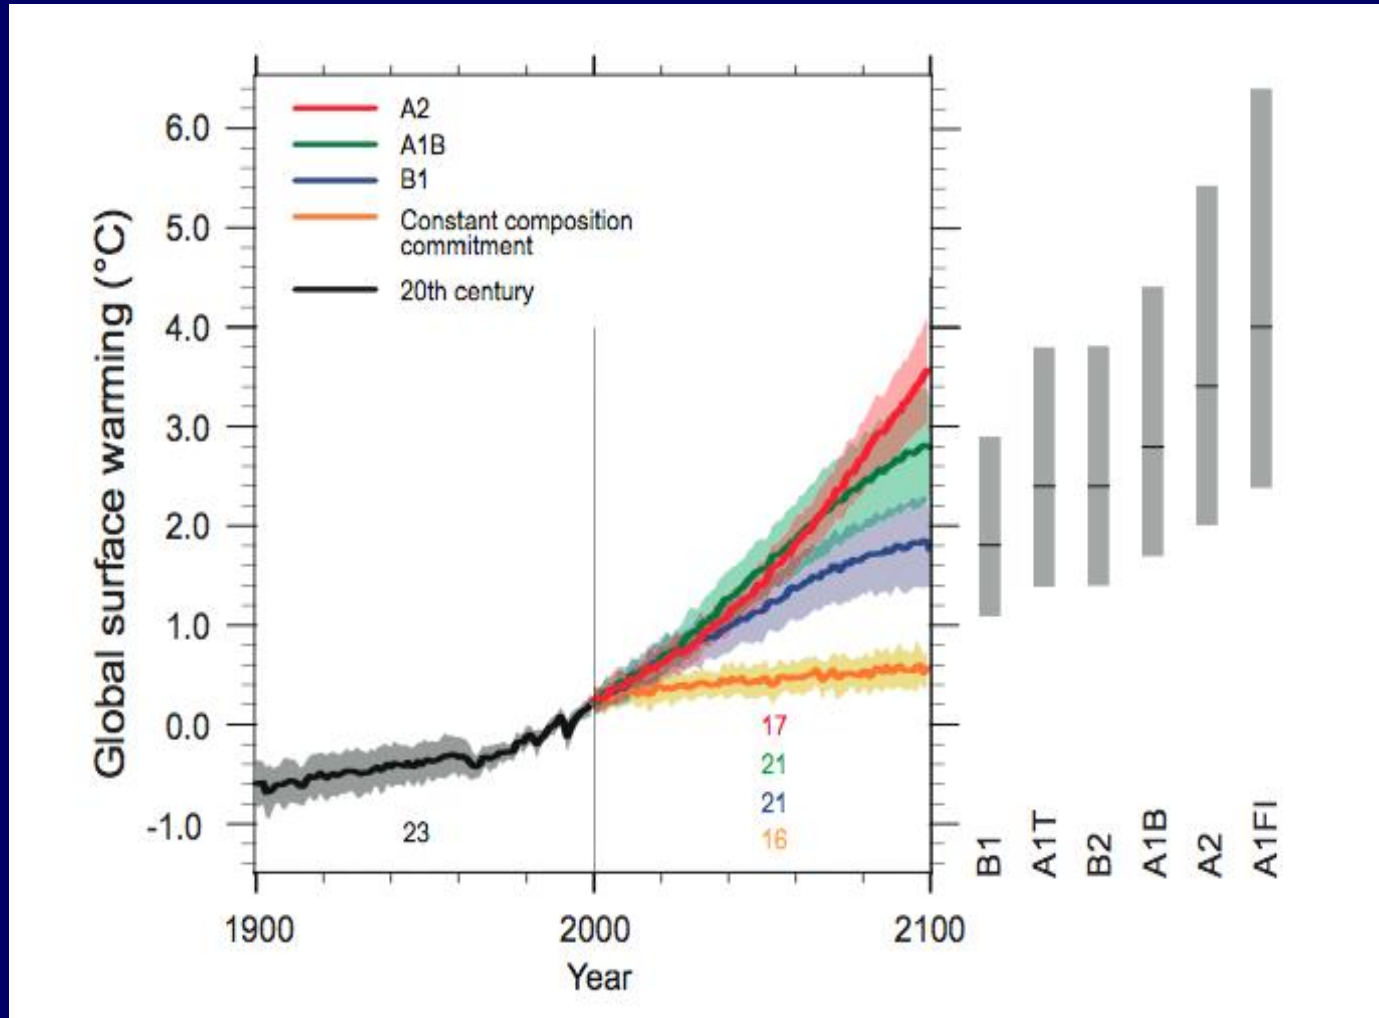 A2
A1B
B1
Constant composition
commitment
20th century
Global surface warming (°C)
6.0
5.0
4.0
3.0
2.0
1.0
0.0
-1.0
17
21
21
16
23
1900
2000
2100
Year
B1
A1T
B2
A1B
A2
A1FI